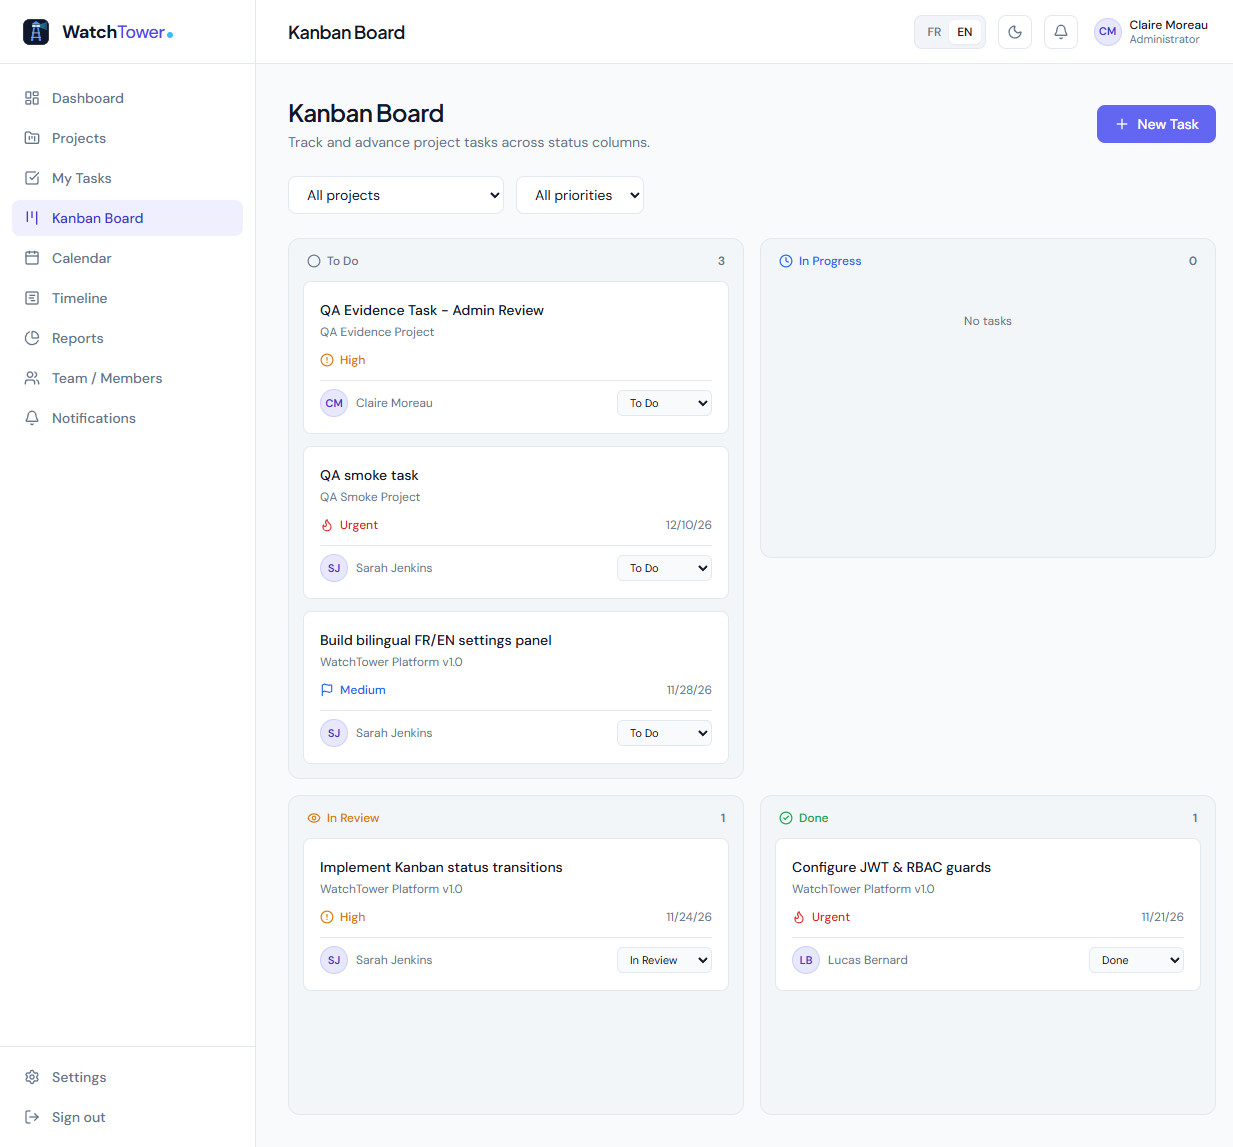 WatchTower
Kanban Board
FR EN
CM Claire Moreau
Administrator
Dashboard
Projects
My Tasks
Kanban Board
Calendar
Timeline
Reports
Team / Members
Notifications
Settings
Sign out
Kanban Board
Track and advance project tasks across status columns.
+ New Task
All projects
All priorities
To Do 3
QA Evidence Task - Admin Review
QA Evidence Project
High
CM Claire Moreau To Do
QA smoke task
QA Smoke Project
Urgent 12/10/26
SJ Sarah Jenkins To Do
Build bilingual FR/EN settings panel
WatchTower Platform v1.0
Medium 11/28/26
SJ Sarah Jenkins To Do
In Progress 0
No tasks
In Review 1
Implement Kanban status transitions
WatchTower Platform v1.0
High 11/24/26
SJ Sarah Jenkins In Review
Done 1
Configure JWT & RBAC guards
WatchTower Platform v1.0
Urgent 11/21/26
LB Lucas Bernard Done